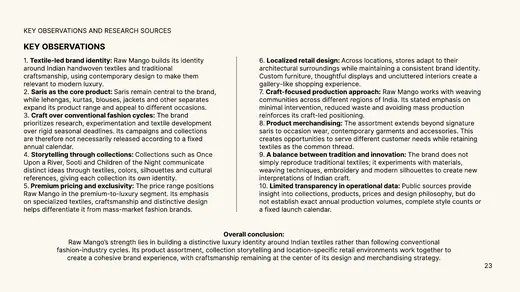 KEY OBSERVATIONS AND RESEARCH SOURCES
KEY OBSERVATIONS
1. Textile-led brand identity: Raw Mango builds its identity
around Indian handwoven textiles and traditional
craftsmanship, using contemporary design to make them
relevant to modern luxury.
2. Saris as the core product: Saris remain central to the brand,
while lehengas, kurtas, blouses, jackets and other separates
expand its product range and appeal to different occasions.
3. Craft over conventional fashion cycles: The brand
prioritizes research, experimentation and textile development
over rigid seasonal deadlines. Its campaigns and collections
are therefore not necessarily released according to a fixed
annual calendar.
4. Storytelling through collections: Collections such as Once
Upon a River, Sooti and Children of the Night communicate
distinct ideas through textiles, colors, silhouettes and cultural
references, giving each collection its own identity.
5. Premium pricing and exclusivity: The price range positions
Raw Mango in the premium-to-luxury segment. Its emphasis
on specialized textiles, craftsmanship and distinctive design
helps differentiate it from mass-market fashion brands.
6. Localized retail design: Across locations, stores adapt to their
architectural surroundings while maintaining a consistent brand identity.
Custom furniture, thoughtful displays and uncluttered interiors create a
gallery-like shopping experience.
7. Craft-focused production approach: Raw Mango works with weaving
communities across different regions of India. Its stated emphasis on
minimal intervention, reduced waste and avoiding mass production
reinforces its craft-led positioning.
8. Product merchandising: The assortment extends beyond signature
saris to occasion wear, contemporary garments and accessories. This
creates opportunities to serve different customer needs while retaining
textiles as the common thread.
9. A balance between tradition and innovation: The brand does not
simply reproduce traditional textiles; it experiments with materials,
weaving techniques, embroidery and modern silhouettes to create new
interpretations of Indian craft.
10. Limited transparency in operational data: Public sources provide
insight into collections, products, prices and design philosophy, but do
not establish exact annual production volumes, complete style counts or
a fixed launch calendar.
Overall conclusion:
Raw Mango's strength lies in building a distinctive luxury identity around Indian textiles rather than following conventional
fashion-industry cycles. Its product assortment, collection storytelling and location-specific retail environments work together to
create a cohesive brand experience, with craftsmanship remaining at the center of its design and merchandising strategy.
23